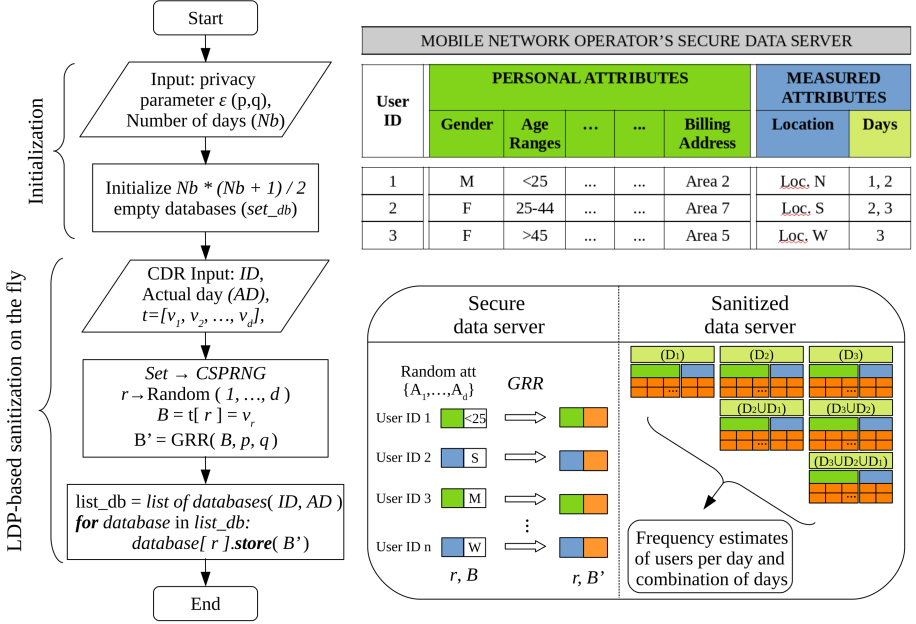 Start
Input: privacy
parameter ε (p,q),
Number of days (Nb)
Initialize Nb * (Nb + 1) / 2
empty databases (set_db)
Initialization
CDR Input: ID,
Actual day (AD),
t=[v1, v2, …, vd],
Set → CSPRNG
r→Random ( 1, …, d )
B = t[ r ] = vr
B’ = GRR( B, p, q )
list_db = list of databases( ID, AD )
for database in list_db:
database[ r ].store( B’ )
End
LDP-based sanitization on the fly
MOBILE NETWORK OPERATOR’S SECURE DATA SERVER
User ID PERSONAL ATTRIBUTES MEASURED ATTRIBUTES
Gender Age Ranges … ... Billing Address Location Days
1 M <25 ... ... Area 2 Loc. N 1, 2
2 F 25-44 ... ... Area 7 Loc. S 2, 3
3 F >45 ... ... Area 5 Loc. W 3
Secure
data server
Random att
{A1,…,Ad}
GRR
User ID 1 <25
User ID 2 S
User ID 3 M
⋮
User ID n W
r, B r, B’
Sanitized
data server
(D1) (D2) (D3)
... ... ...
(D2∪D1) (D3∪D2)
... ...
(D3∪D2∪D1)
...
Frequency estimates
of users per day and
combination of days